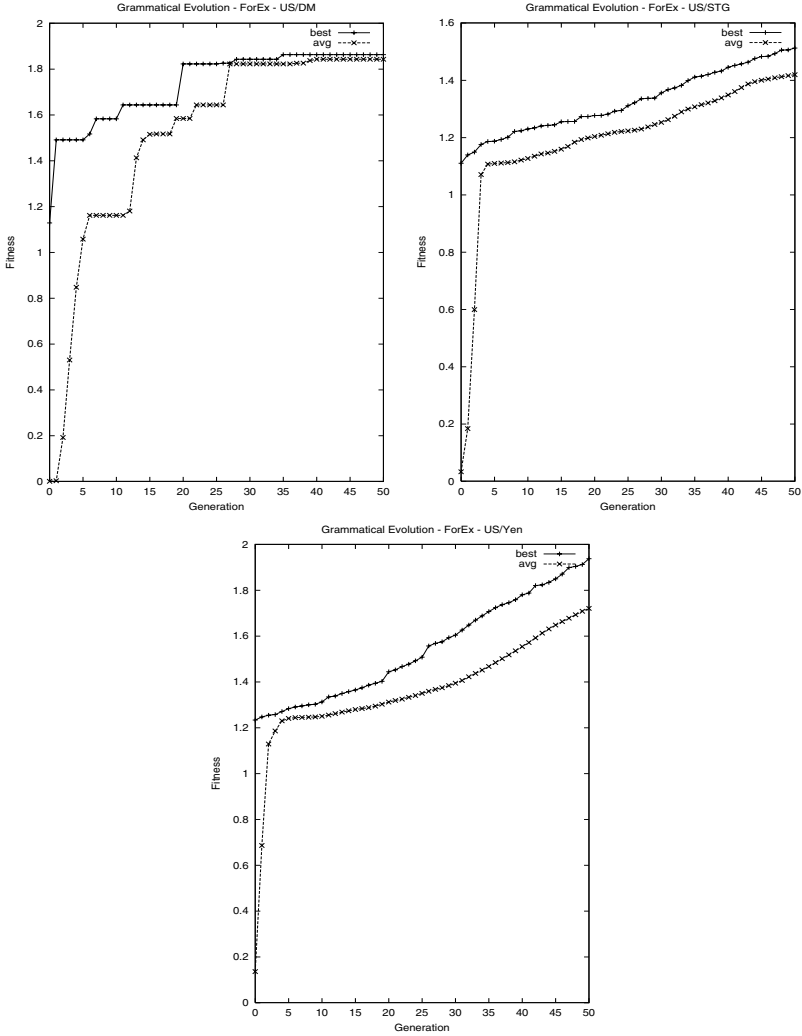 Grammatical Evolution - ForEx - US/DM
best
avg
2
1.8
1.6
1.4
1.2
1
0.8
0.6
0.4
0.2
0
Fitness
0 5 10 15 20 25 30 35 40 45 50
Generation
Grammatical Evolution - ForEx - US/STG
best
avg
1.6
1.4
1.2
1
0.8
0.6
0.4
0.2
0
Fitness
0 5 10 15 20 25 30 35 40 45 50
Generation
Grammatical Evolution - ForEx - US/Yen
best
avg
2
1.8
1.6
1.4
1.2
1
0.8
0.6
0.4
0.2
0
Fitness
0 5 10 15 20 25 30 35 40 45 50
Generation